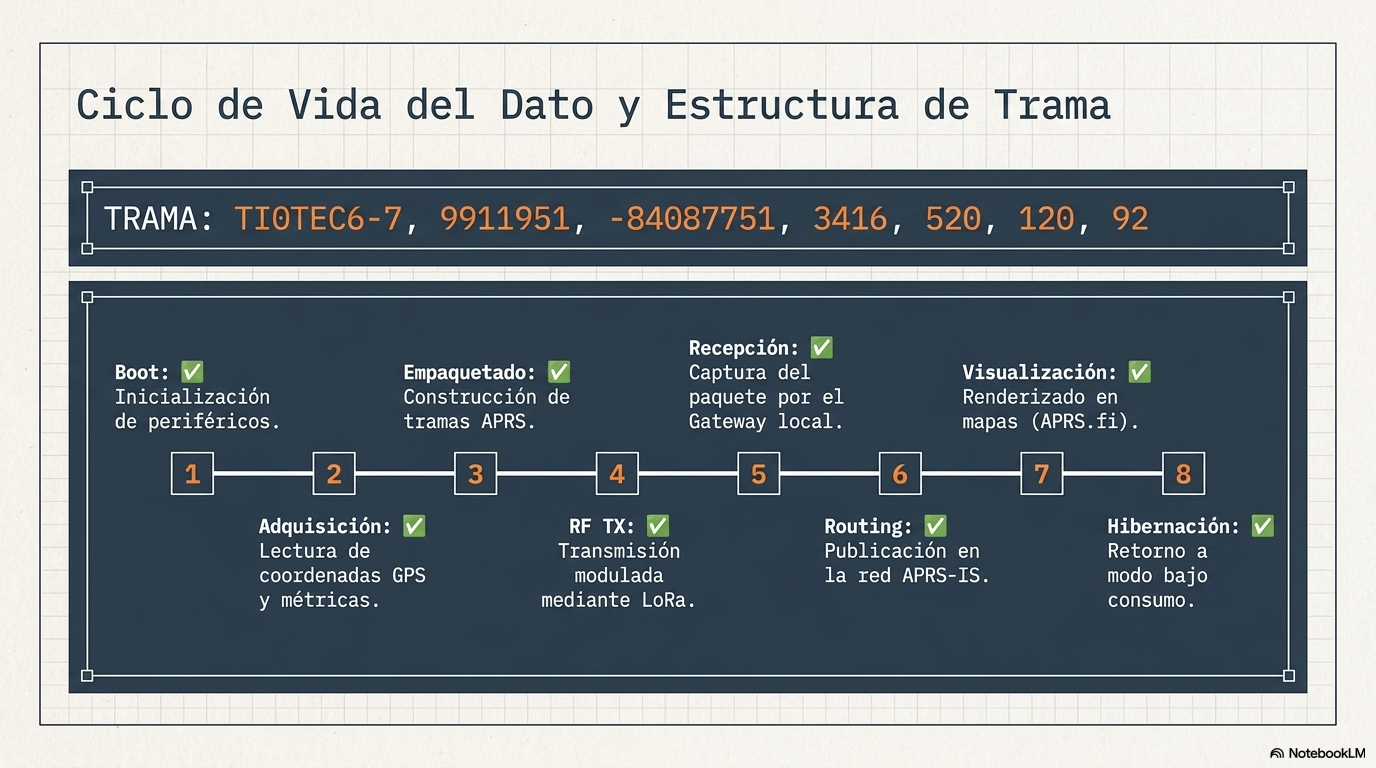 Ciclo de Vida del Dato y Estructura de Trama
TRAMA: TI0TEC6-7, 9911951, -84087751, 3416, 520, 120, 92
Boot: ✅
Inicialización
de periféricos.
Empaquetado: ✅
Construcción de
tramas APRS.
Recepción: ✅
Captura del
paquete por el
Gateway local.
Visualización: ✅
Renderizado en
mapas (APRS.fi).
1
2
3
4
5
6
7
8
Adquisición: ✅
Lectura de
coordenadas GPS
y métricas.
RF TX: ✅
Transmisión
modulada
mediante LoRa.
Routing: ✅
Publicación en
la red APRS-IS.
Hibernación: ✅
Retorno a
modo bajo
consumo.
NotebookLM